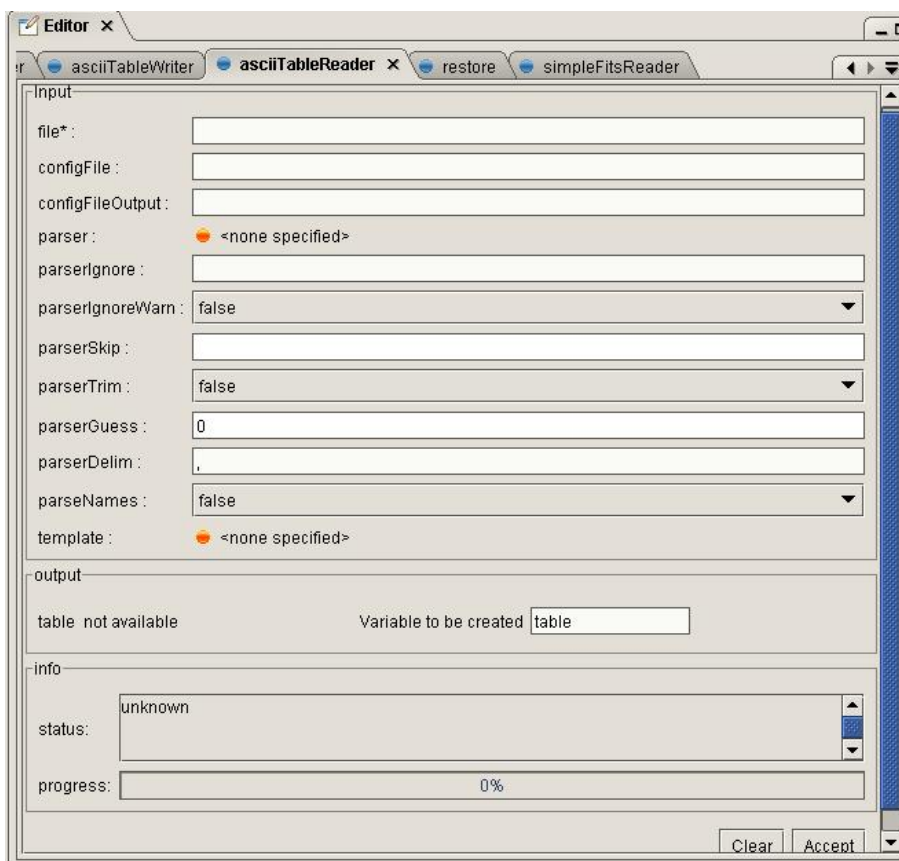 Editor
r asciiTableWriter asciiTableReader restore simpleFitsReader
Input
file* :
configFile :
configFileOutput :
parser : <none specified>
parserIgnore :
parserIgnoreWarn : false
parserSkip :
parserTrim : false
parserGuess : 0
parserDelim : ,
parseNames : false
template : <none specified>
output
table not available Variable to be created table
info
unknown
status:
progress: 0%
Clear Accept